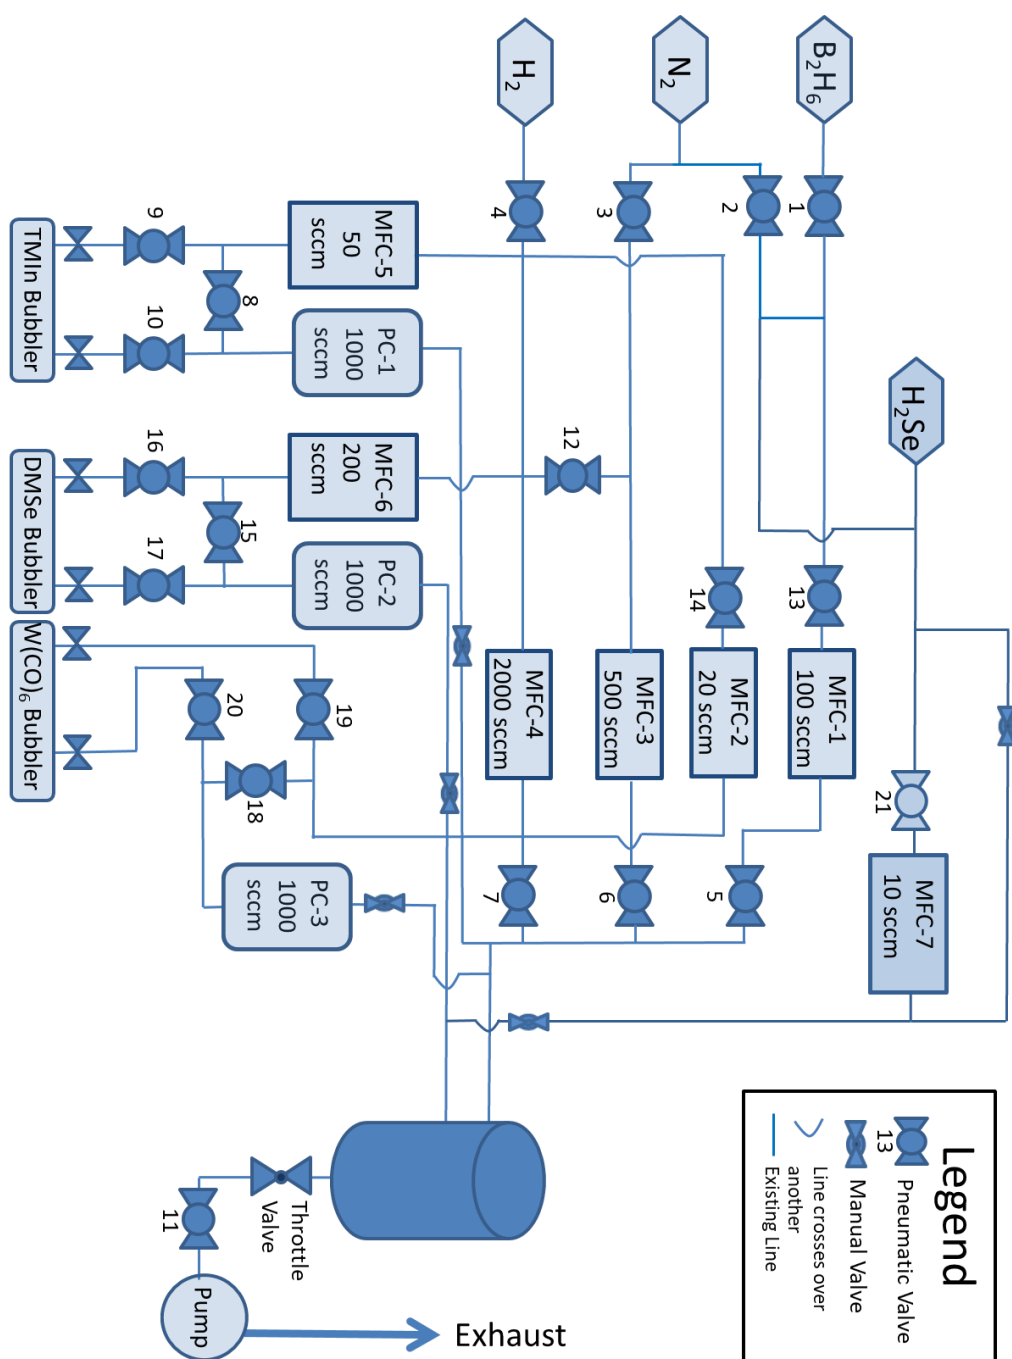 H2
N2
B2H6
H2Se
4
3
2
1
9
10
8
MFC-5
50
sccm
PC-1
1000
sccm
TMIn Bubbler
16
17
15
MFC-6
200
sccm
PC-2
1000
sccm
DMSe Bubbler
12
14
13
MFC-4
2000 sccm
MFC-3
500 sccm
MFC-2
20 sccm
MFC-1
100 sccm
W(CO)6 Bubbler
20
19
18
PC-3
1000
sccm
7
6
5
21
MFC-7
10 sccm
Throttle
Valve
11
Pump
Exhaust
Legend
13
Pneumatic Valve
Manual Valve
Line crosses over
another
Existing Line